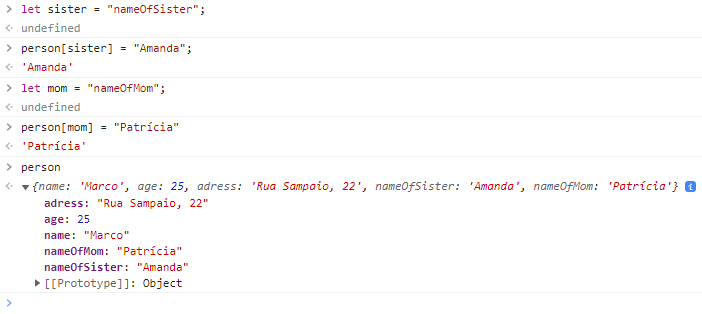 let sister = "nameOfSister";
undefined
person[sister] = "Amanda";
'Amanda'
let mom = "nameOfMom";
undefined
person[mom] = "Patrícia"
'Patrícia'
person
{name: 'Marco', age: 25, adress: 'Rua Sampaio, 22', nameOfSister: 'Amanda', nameOfMom: 'Patrícia'} i
adress: "Rua Sampaio, 22"
age: 25
name: "Marco"
nameOfMom: "Patrícia"
nameOfSister: "Amanda"
[[Prototype]]: Object